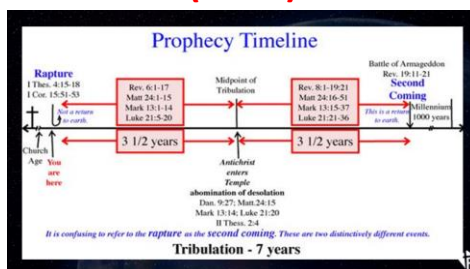 Prophecy Timeline
Battle of Armageddon
Rev. 19:11-21
Rapture
I Thes. 4:15-18
I Cor. 15:51-53
Rev. 6:1-17
Matt 24:1-15
Mark 13:1-14
Luke 21:5-20
Midpoint of
Tribulation
Rev. 8:1-19:21
Matt 24:16-51
Mark 13:15-37
Luke 21:21-36
Second
Coming
Not a return
to earth.
This is a return
to earth.
Millennium
1000 years
Church
Age
You
are
here
3 1/2 years
3 1/2 years
Antichrist
enters
Temple
abomination of desolation
Dan. 9:27; Matt.24:15
Mark 13:14; Luke 21:20
II Thess. 2:4
It is confusing to refer to the rapture as the second coming. These are two distinctively different events.
Tribulation - 7 years